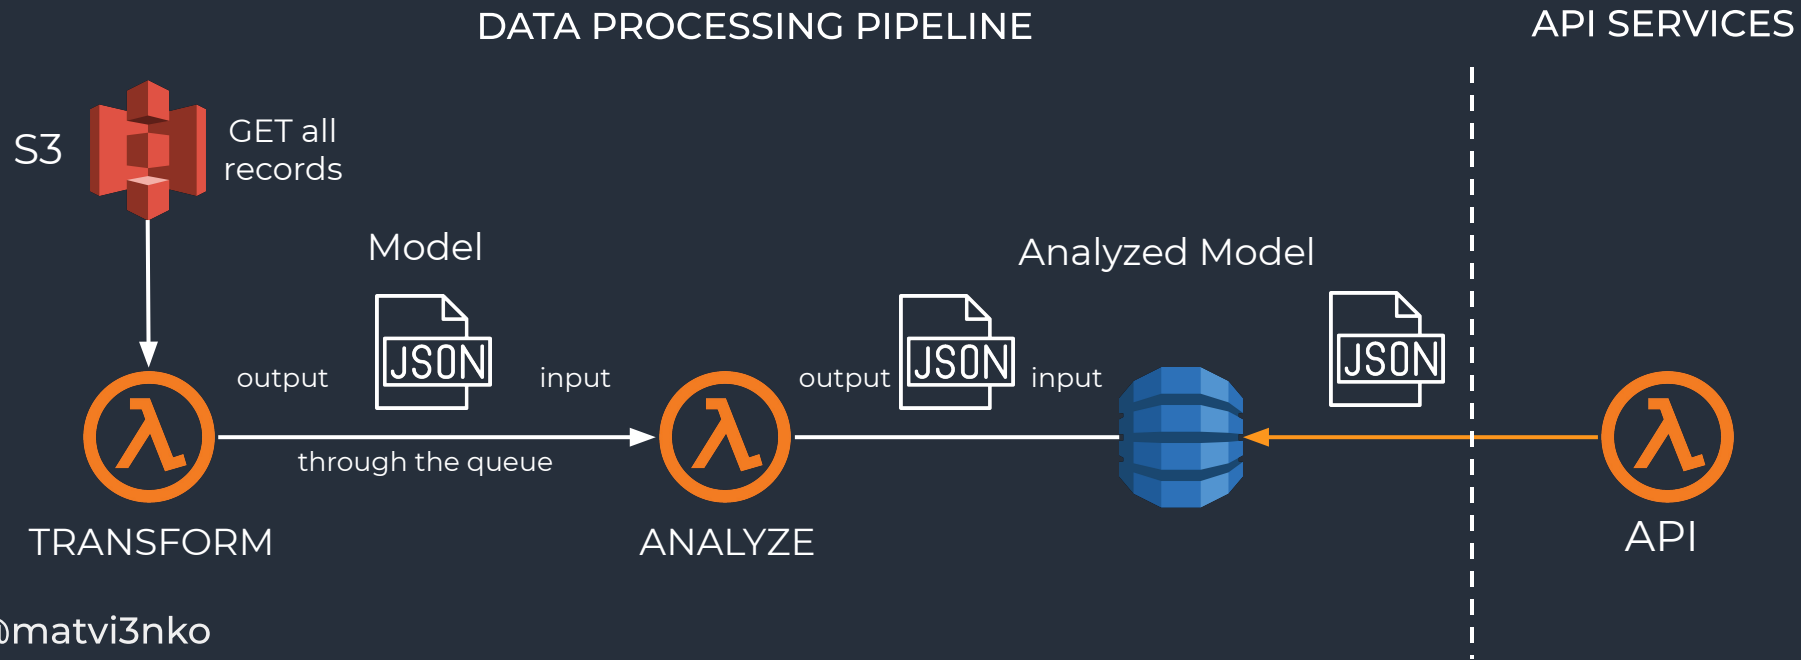 DATA PROCESSING PIPELINE
API SERVICES
S3
GET all
records
Model
Analyzed Model
JSON
JSON
JSON
output
input
output
input
through the queue
TRANSFORM
ANALYZE
API
@matvi3nko